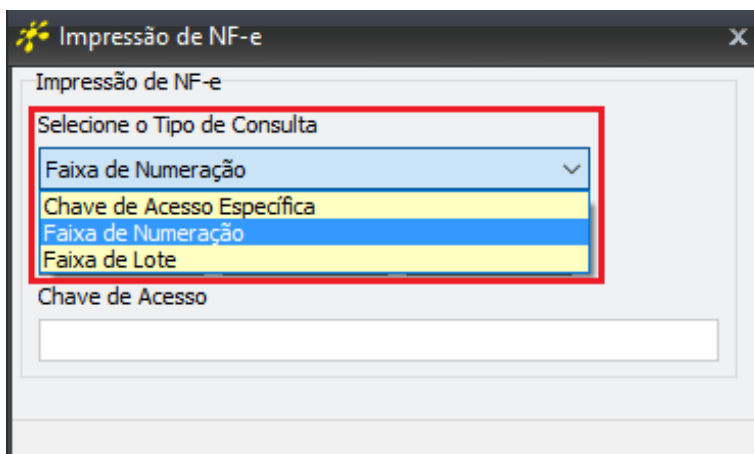 Impressão de NF-e
x
Impressão de NF-e
Selecione o Tipo de Consulta
Faixa de Numeração
Chave de Acesso Específica
Faixa de Numeração
Faixa de Lote
Chave de Acesso